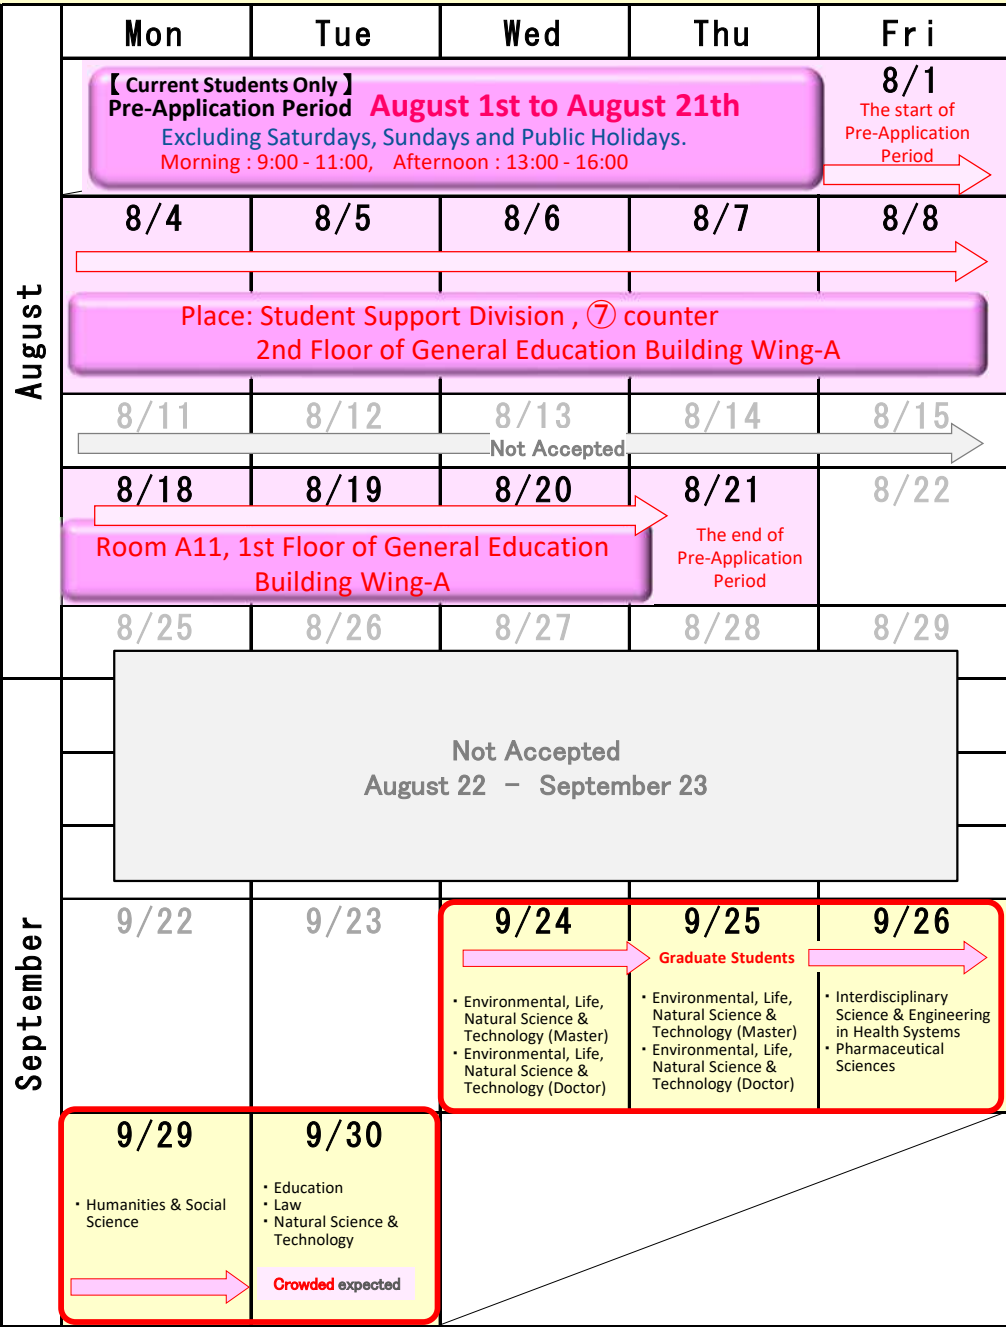 Mon Tue Wed Thu Fri
August
【 Current Students Only 】
Pre-Application Period August 1st to August 21th
Excluding Saturdays, Sundays and Public Holidays.
Morning : 9:00 - 11:00, Afternoon : 13:00 - 16:00
8/1
The start of
Pre-Application
Period
8/4 8/5 8/6 8/7 8/8
Place: Student Support Division , ⑦ counter
2nd Floor of General Education Building Wing-A
8/11 8/12 8/13 8/14 8/15
Not Accepted
8/18 8/19 8/20 8/21 8/22
Room A11, 1st Floor of General Education
Building Wing-A
The end of
Pre-Application
Period
8/25 8/26 8/27 8/28 8/29
Not Accepted
August 22 – September 23
September
9/22 9/23 9/24 9/25 9/26
Graduate Students
・Environmental, Life,
Natural Science &
Technology (Master)
・Environmental, Life,
Natural Science &
Technology (Doctor)
・Environmental, Life,
Natural Science &
Technology (Master)
・Environmental, Life,
Natural Science &
Technology (Doctor)
・Interdisciplinary
Science & Engineering
in Health Systems
・Pharmaceutical
Sciences
9/29 9/30
・Humanities & Social
Science
・Education
・Law
・Natural Science &
Technology
Crowded expected